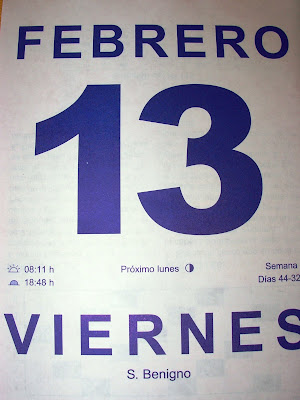 FEBRERO
13
08:11 h Próximo lunes Semana
18:48 h Días 44-32
VIERNES
S. Benigno